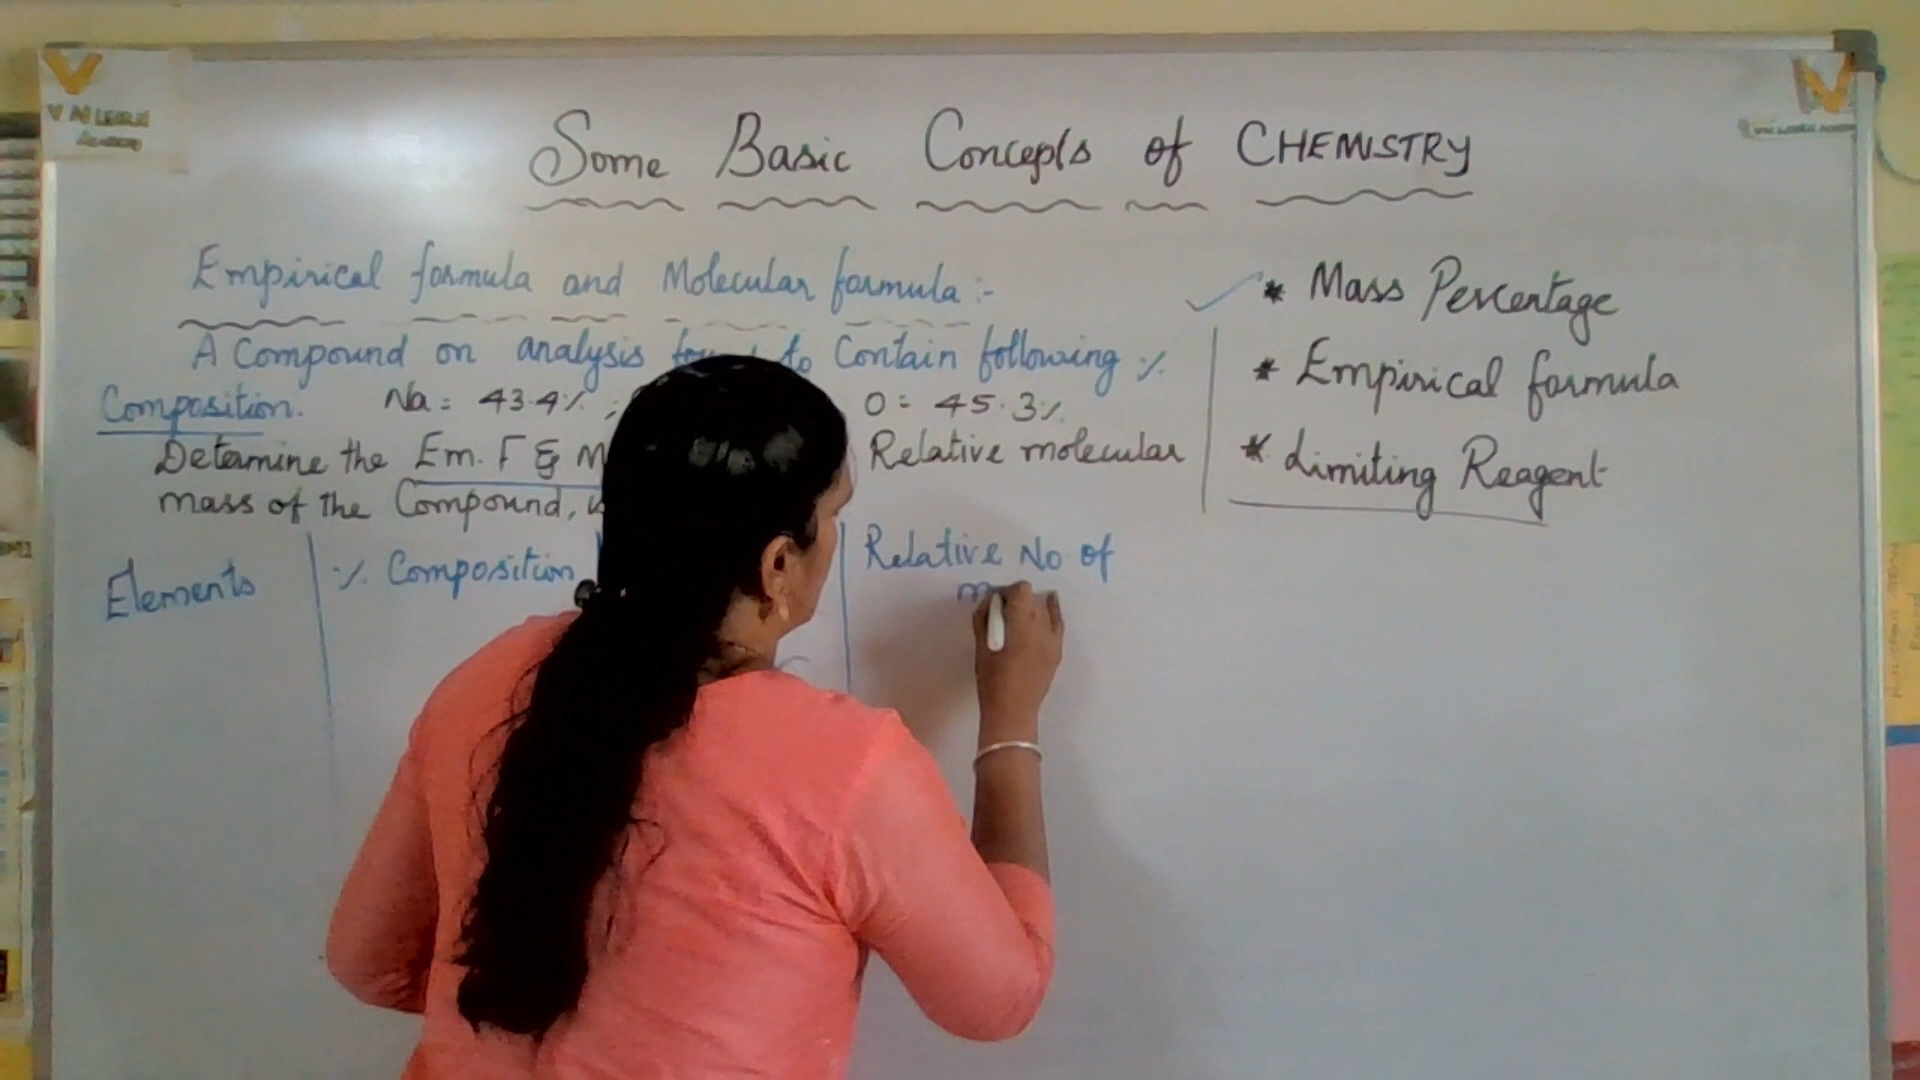 V N LEARN
Academy
Some Basic Concepts of CHEMISTRY
Empirical formula and Molecular formula :-
A Compound on analysis to Contain following %
Composition. Na = 43.4% ; O = 45.3%
Determine the Em. F & M Relative molecular
mass of the Compound,
* Mass Percentage
* Empirical formula
* Limiting Reagent
Elements
% Composition
Relative No of
m